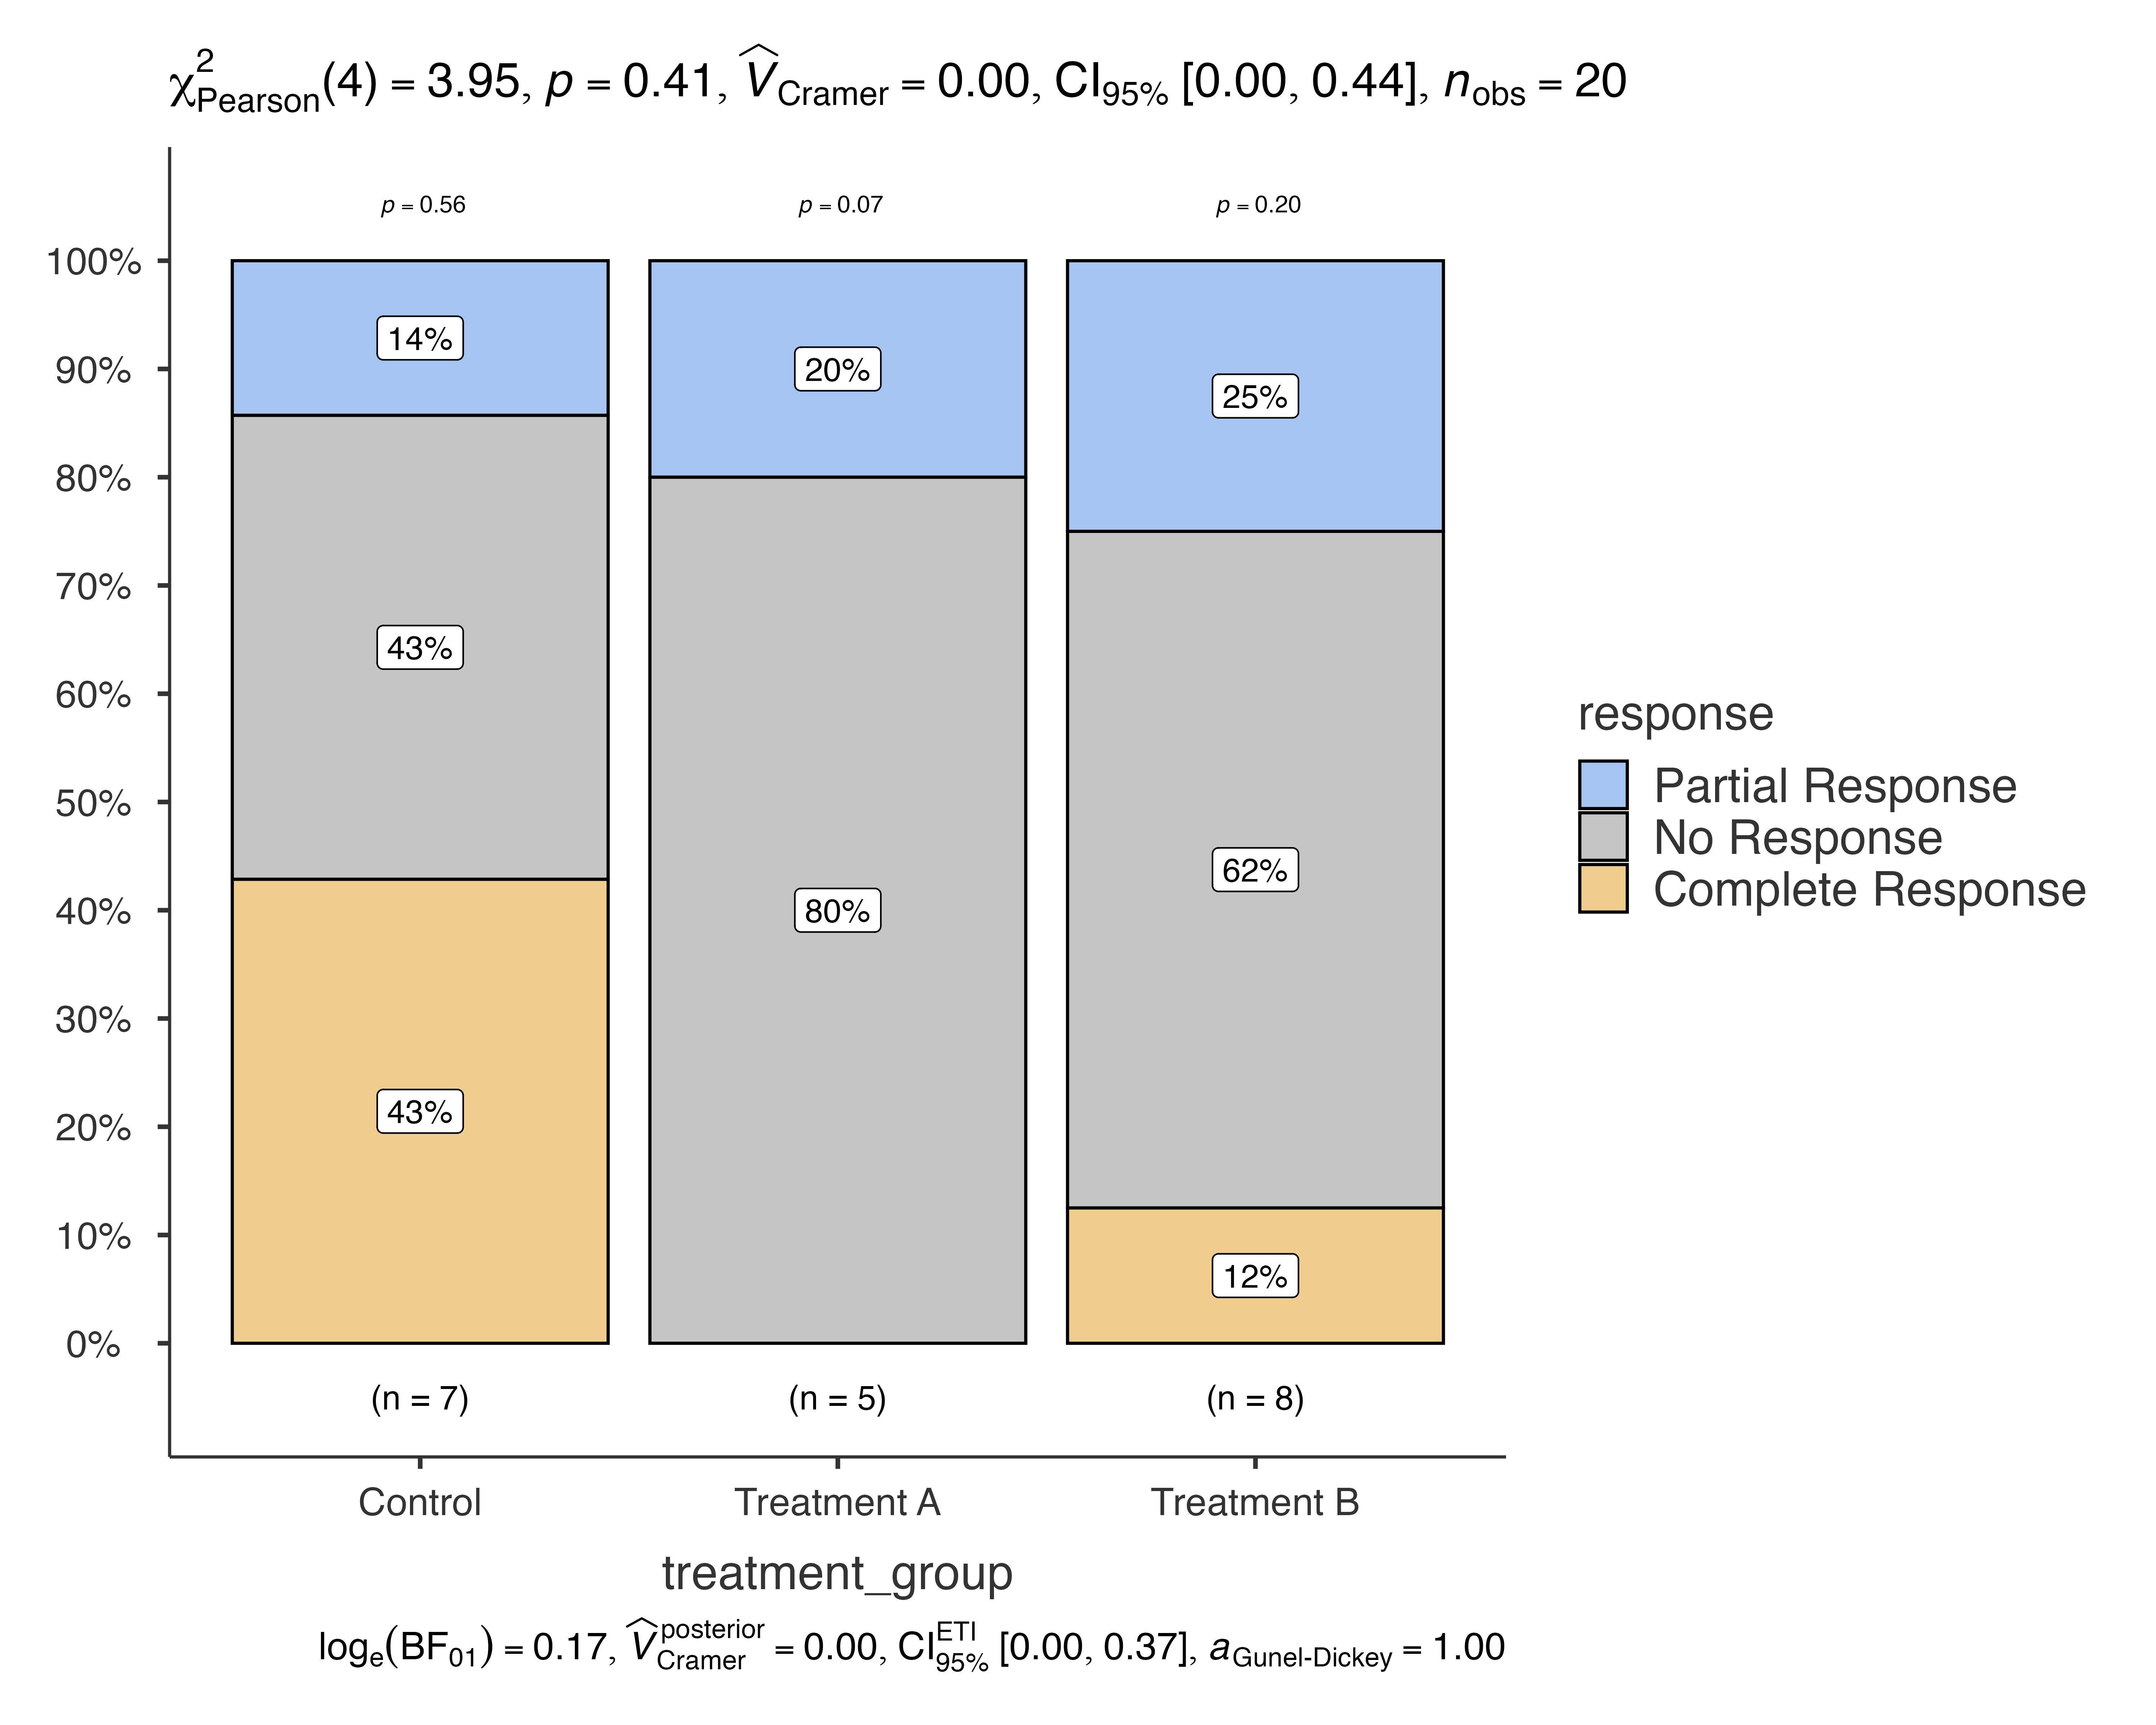 χ²Pearson(4) = 3.95, p = 0.41, V̂Cramer = 0.00, CI95% [0.00, 0.44], nobs = 20
p = 0.56 p = 0.07 p = 0.20
100%
90%
80%
70%
60%
50%
40%
30%
20%
10%
0%
14%
43%
43%
20%
80%
25%
62%
12%
(n = 7) (n = 5) (n = 8)
Control Treatment A Treatment B
treatment_group
response
Partial Response
No Response
Complete Response
loge(BF01) = 0.17, V̂Cramer posterior = 0.00, CI95% ETI [0.00, 0.37], aGunel-Dickey = 1.00